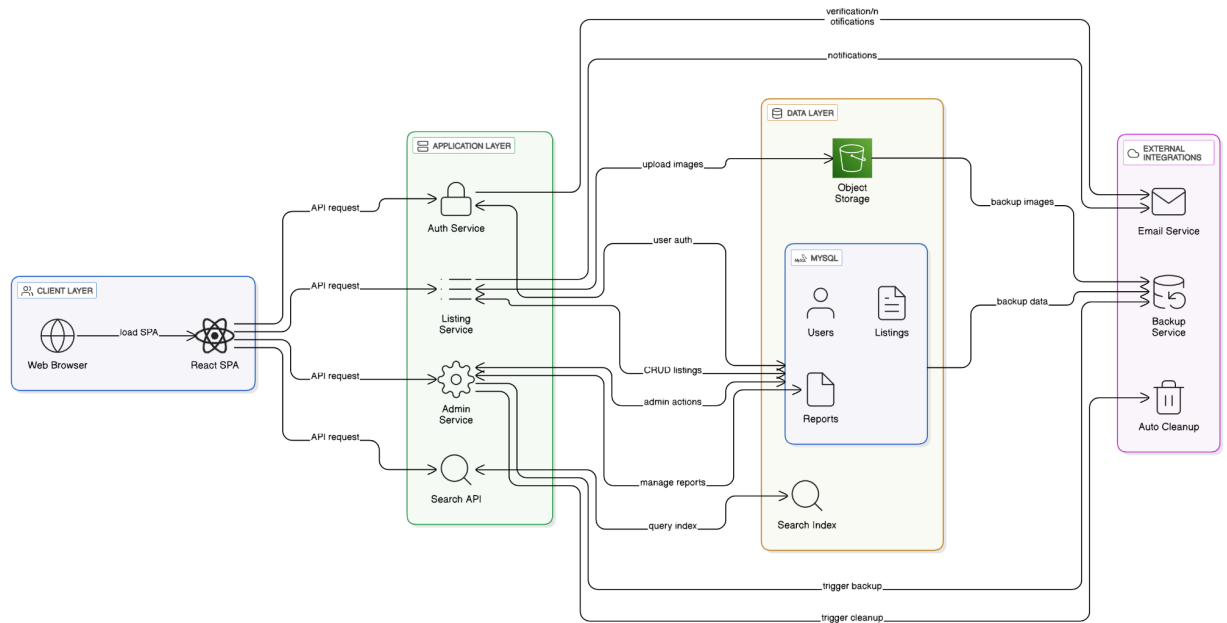 verification/n
otifications
notifications
DATA LAYER
APPLICATION LAYER
EXTERNAL
INTEGRATIONS
upload images
Object
Storage
backup images
API request
Auth Service
Email Service
user auth
MySQL
MYSQL
CLIENT LAYER
API request
Listing
Service
Users
Listings
backup data
Backup
Service
load SPA
Web Browser
React SPA
API request
CRUD listings
Admin
Service
admin actions
Reports
Auto Cleanup
API request
Search API
manage reports
query index
Search Index
trigger backup
trigger cleanup